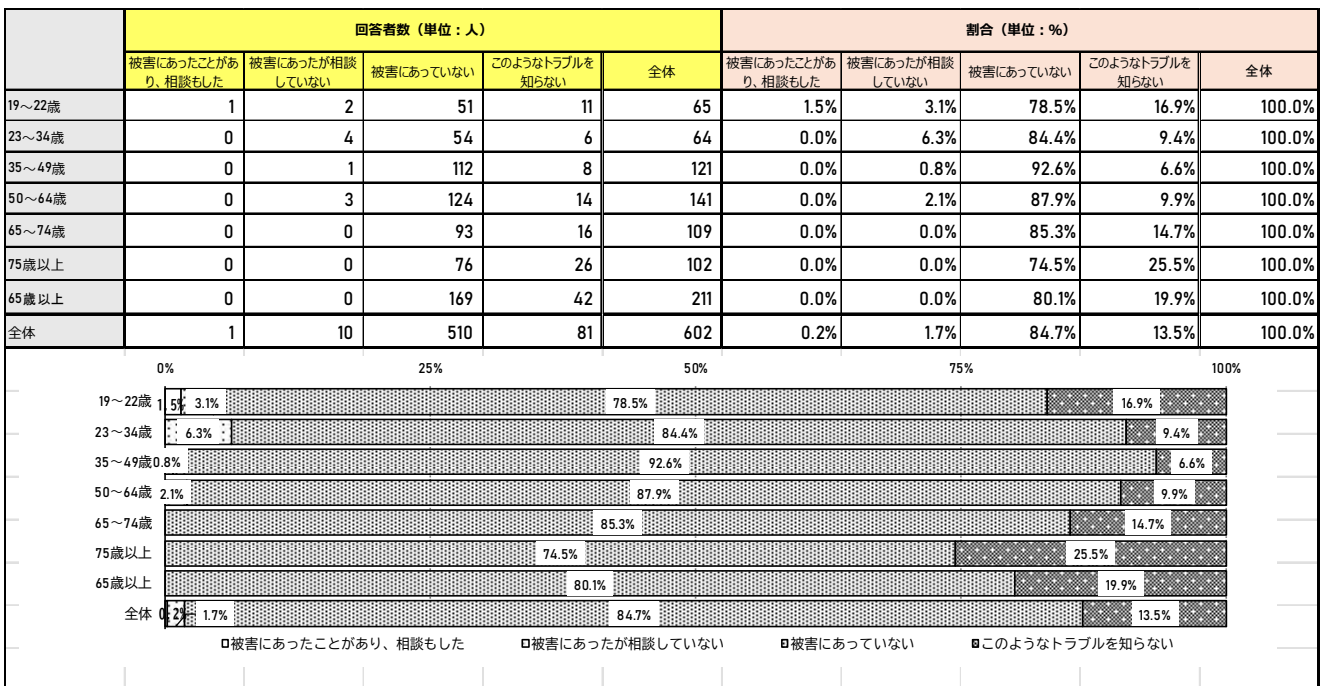 回答者数（単位：人） 割合（単位：%）
被害にあったことがあ 被害にあったが相談 被害にあっていない このようなトラブルを 全体 被害にあったことがあ 被害にあったが相談 被害にあっていない このようなトラブルを 全体
り、相談もした していない 知らない り、相談もした していない 知らない
19～22歳 1 2 51 11 65 1.5% 3.1% 78.5% 16.9% 100.0%
23～34歳 0 4 54 6 64 0.0% 6.3% 84.4% 9.4% 100.0%
35～49歳 0 1 112 8 121 0.0% 0.8% 92.6% 6.6% 100.0%
50～64歳 0 3 124 14 141 0.0% 2.1% 87.9% 9.9% 100.0%
65～74歳 0 0 93 16 109 0.0% 0.0% 85.3% 14.7% 100.0%
75歳以上 0 0 76 26 102 0.0% 0.0% 74.5% 25.5% 100.0%
65歳以上 0 0 169 42 211 0.0% 0.0% 80.1% 19.9% 100.0%
全体 1 10 510 81 602 0.2% 1.7% 84.7% 13.5% 100.0%
0% 25% 50% 75% 100%
19～22歳 1.5% 3.1% 78.5% 16.9%
23～34歳 6.3% 84.4% 9.4%
35～49歳 0.8% 92.6% 6.6%
50～64歳 2.1% 87.9% 9.9%
65～74歳 85.3% 14.7%
75歳以上 74.5% 25.5%
65歳以上 80.1% 19.9%
全体 0.2% 1.7% 84.7% 13.5%
被害にあったことがあり、相談もした 被害にあったが相談していない 被害にあっていない このようなトラブルを知らない